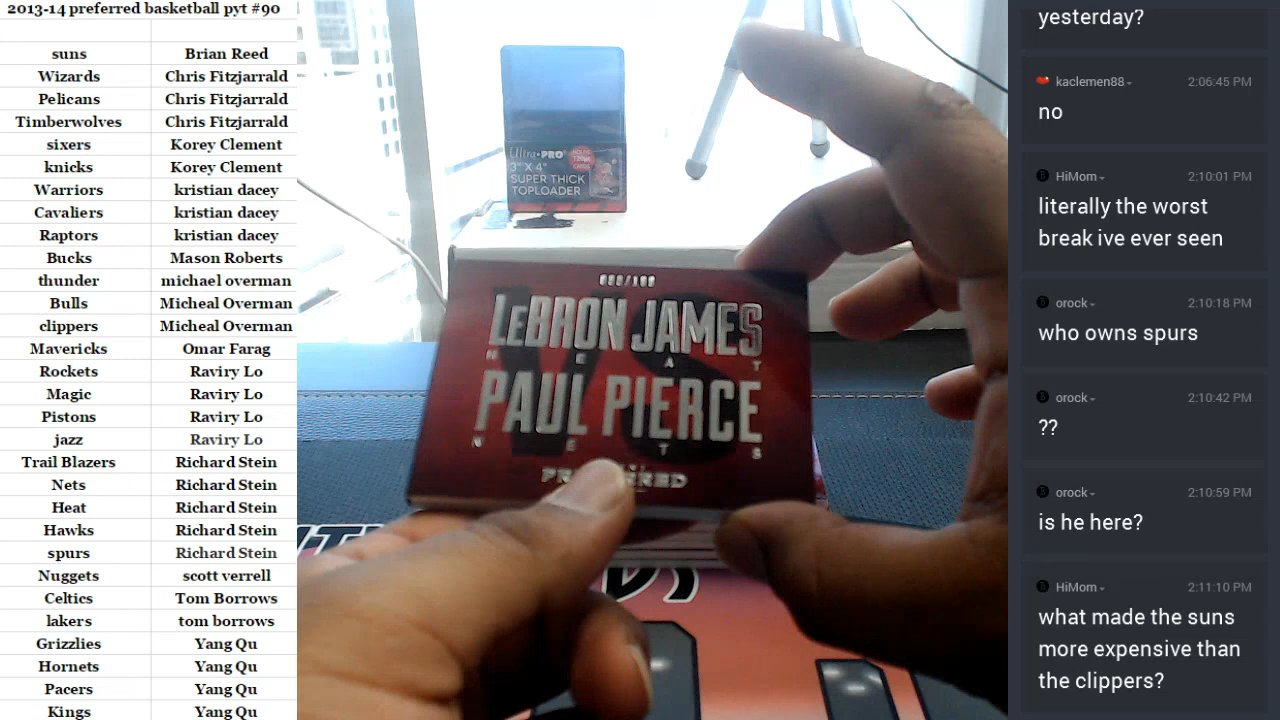 2013-14 preferred basketball pyt #90
suns Brian Reed
Wizards Chris Fitzjarrald
Pelicans Chris Fitzjarrald
Timberwolves Chris Fitzjarrald
sixers Korey Clement
knicks Korey Clement
Warriors kristian dacey
Cavaliers kristian dacey
Raptors kristian dacey
Bucks Mason Roberts
thunder michael overman
Bulls Micheal Overman
clippers Micheal Overman
Mavericks Omar Farag
Rockets Raviry Lo
Magic Raviry Lo
Pistons Raviry Lo
jazz Raviry Lo
Trail Blazers Richard Stein
Nets Richard Stein
Heat Richard Stein
Hawks Richard Stein
spurs Richard Stein
Nuggets scott verrell
Celtics Tom Borrows
lakers tom borrows
Grizzlies Yang Qu
Hornets Yang Qu
Pacers Yang Qu
Kings Yang Qu
Ultra·PRO
3" X 4"
SUPER THICK
TOPLOADER
VS
LEBRON JAMES
HEAT
PAUL PIERCE
NETS
yesterday?
kaclemen88 2:06:45 PM
no
HiMom 2:10:01 PM
literally the worst
break ive ever seen
orock 2:10:18 PM
who owns spurs
orock 2:10:42 PM
??
orock 2:10:59 PM
is he here?
HiMom 2:11:10 PM
what made the suns
more expensive than
the clippers?